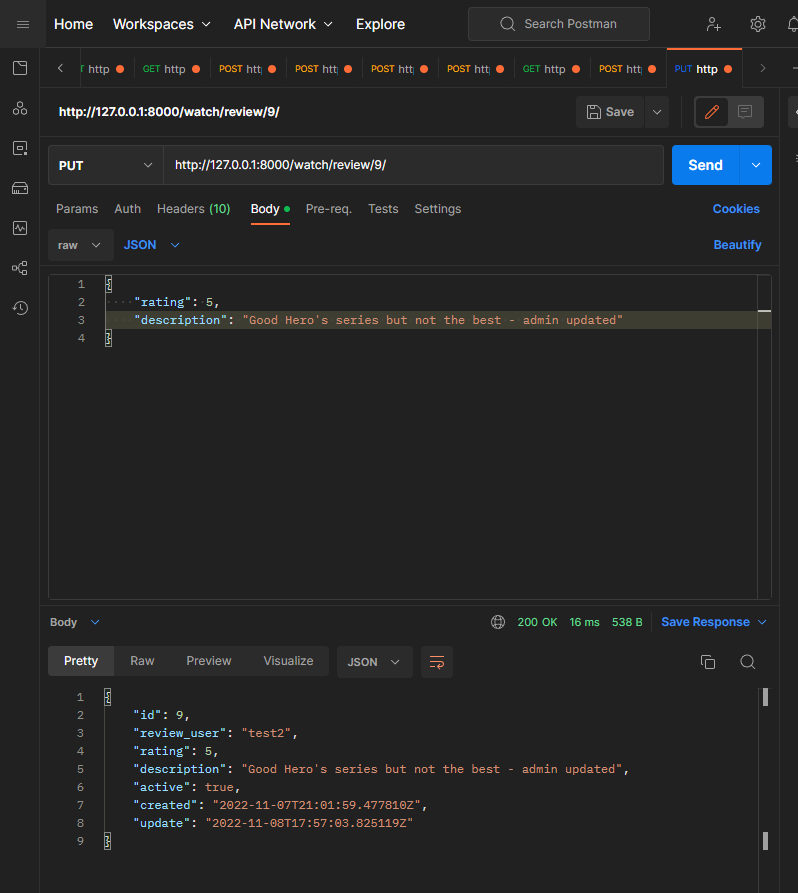 Home Workspaces API Network Explore Search Postman
T http GET http POST htt POST htt POST htt POST htt GET http POST htt PUT http
http://127.0.0.1:8000/watch/review/9/ Save
PUT http://127.0.0.1:8000/watch/review/9/ Send
Params Auth Headers (10) Body Pre-req. Tests Settings Cookies
raw JSON Beautify
1 {
2 "rating": 5,
3 "description": "Good Hero's series but not the best - admin updated"
4 }
Body 200 OK 16 ms 538 B Save Response
Pretty Raw Preview Visualize JSON
1 {
2 "id": 9,
3 "review_user": "test2",
4 "rating": 5,
5 "description": "Good Hero's series but not the best - admin updated",
6 "active": true,
7 "created": "2022-11-07T21:01:59.477810Z",
8 "update": "2022-11-08T17:57:03.825119Z"
9 }